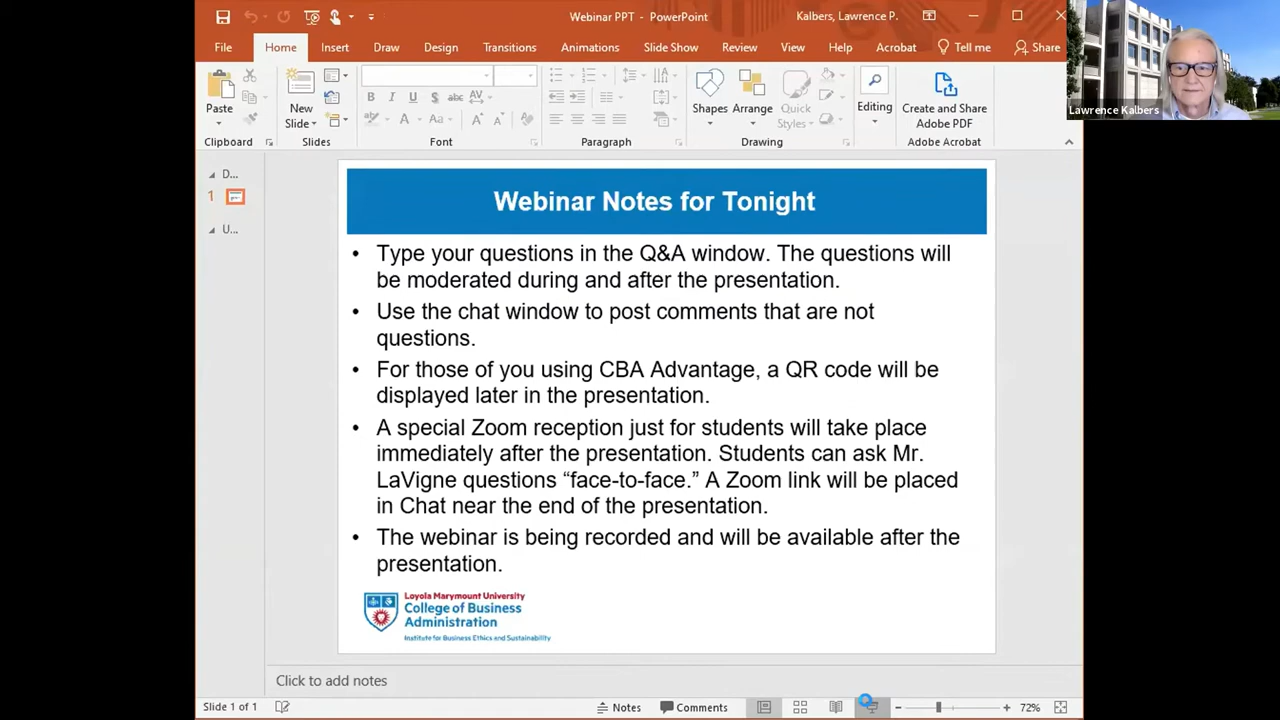 Webinar PPT - PowerPoint
Kalbers, Lawrence P.
File Home Insert Draw Design Transitions Animations Slide Show Review View Help Acrobat Tell me Share
Paste
New
Slide
Shapes
Arrange
Quick
Styles
Editing
Create and Share
Adobe PDF
B I U S abc AV
Aa A A A
Clipboard Slides Font Paragraph Drawing Adobe Acrobat
Lawrence Kalbers
D...
1
U...
Webinar Notes for Tonight
• Type your questions in the Q&A window. The questions will
be moderated during and after the presentation.
• Use the chat window to post comments that are not
questions.
• For those of you using CBA Advantage, a QR code will be
displayed later in the presentation.
• A special Zoom reception just for students will take place
immediately after the presentation. Students can ask Mr.
LaVigne questions “face-to-face.” A Zoom link will be placed
in Chat near the end of the presentation.
• The webinar is being recorded and will be available after the
presentation.
Loyola Marymount University
College of Business
Administration
Institute for Business Ethics and Sustainability
Click to add notes
Slide 1 of 1 Notes Comments 72%